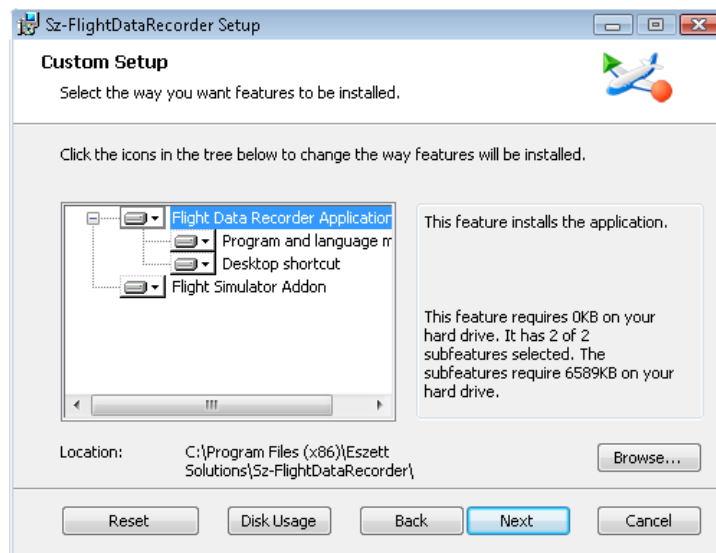 Sz-FlightDataRecorder Setup
Custom Setup
Select the way you want features to be installed.
Click the icons in the tree below to change the way features will be installed.
Flight Data Recorder Application
Program and language m
Desktop shortcut
Flight Simulator Addon
This feature installs the application.
This feature requires 0KB on your
hard drive. It has 2 of 2
subfeatures selected. The
subfeatures require 6589KB on your
hard drive.
Location:
C:\Program Files (x86)\Eszett
Solutions\Sz-FlightDataRecorder\
Browse...
Reset
Disk Usage
Back
Next
Cancel